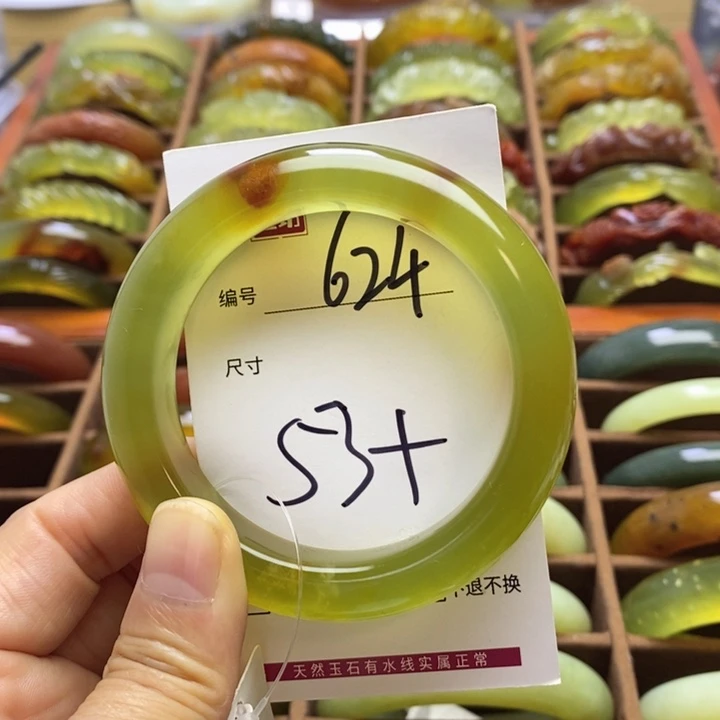 编号 624
尺寸
53+
不退不换
天然玉石有水线实属正常